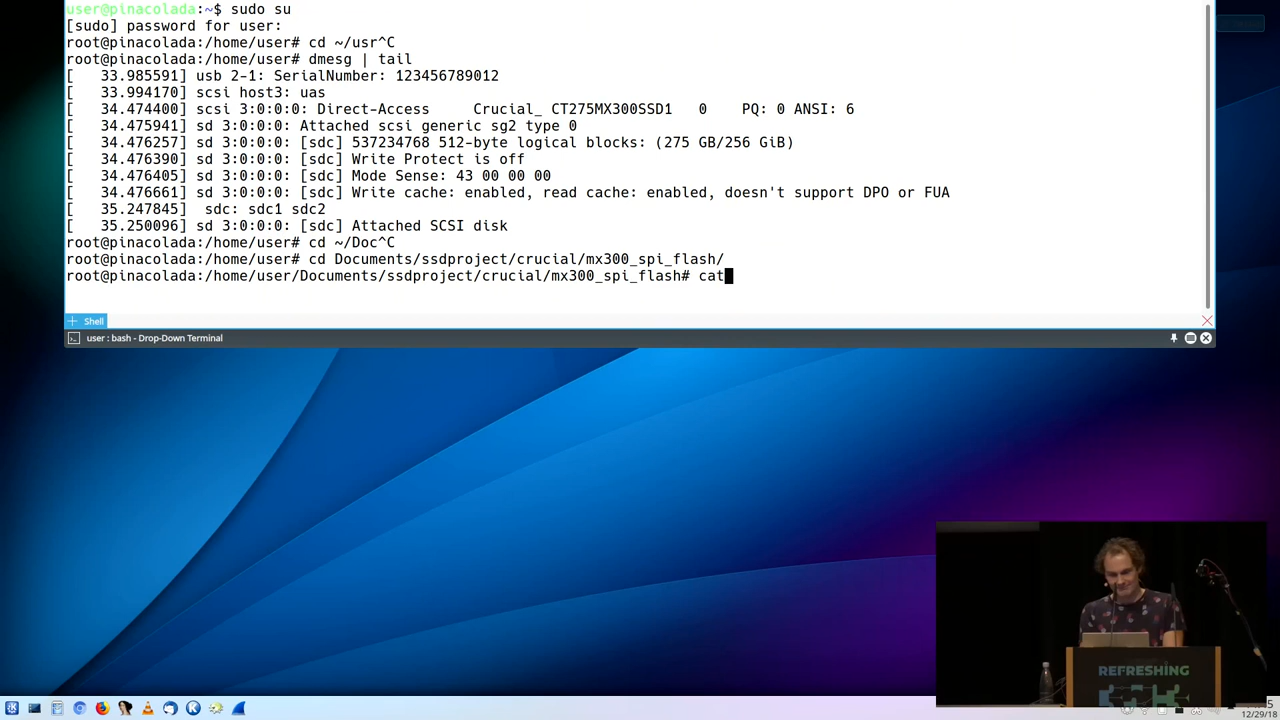 user@pinacolada:~$ sudo su
[sudo] password for user:
root@pinacolada:/home/user# cd ~/usr^C
root@pinacolada:/home/user# dmesg | tail
[   33.985591] usb 2-1: SerialNumber: 123456789012
[   33.994170] scsi host3: uas
[   34.474400] scsi 3:0:0:0: Direct-Access     Crucial_ CT275MX300SSD1   0    PQ: 0 ANSI: 6
[   34.475941] sd 3:0:0:0: Attached scsi generic sg2 type 0
[   34.476257] sd 3:0:0:0: [sdc] 537234768 512-byte logical blocks: (275 GB/256 GiB)
[   34.476390] sd 3:0:0:0: [sdc] Write Protect is off
[   34.476405] sd 3:0:0:0: [sdc] Mode Sense: 43 00 00 00
[   34.476661] sd 3:0:0:0: [sdc] Write cache: enabled, read cache: enabled, doesn't support DPO or FUA
[   35.247845]  sdc: sdc1 sdc2
[   35.250096] sd 3:0:0:0: [sdc] Attached SCSI disk
root@pinacolada:/home/user# cd ~/Doc^C
root@pinacolada:/home/user# cd Documents/ssdproject/crucial/mx300_spi_flash/
root@pinacolada:/home/user/Documents/ssdproject/crucial/mx300_spi_flash# cat
Shell
user : bash - Drop-Down Terminal
REFRESHING
12/29/18